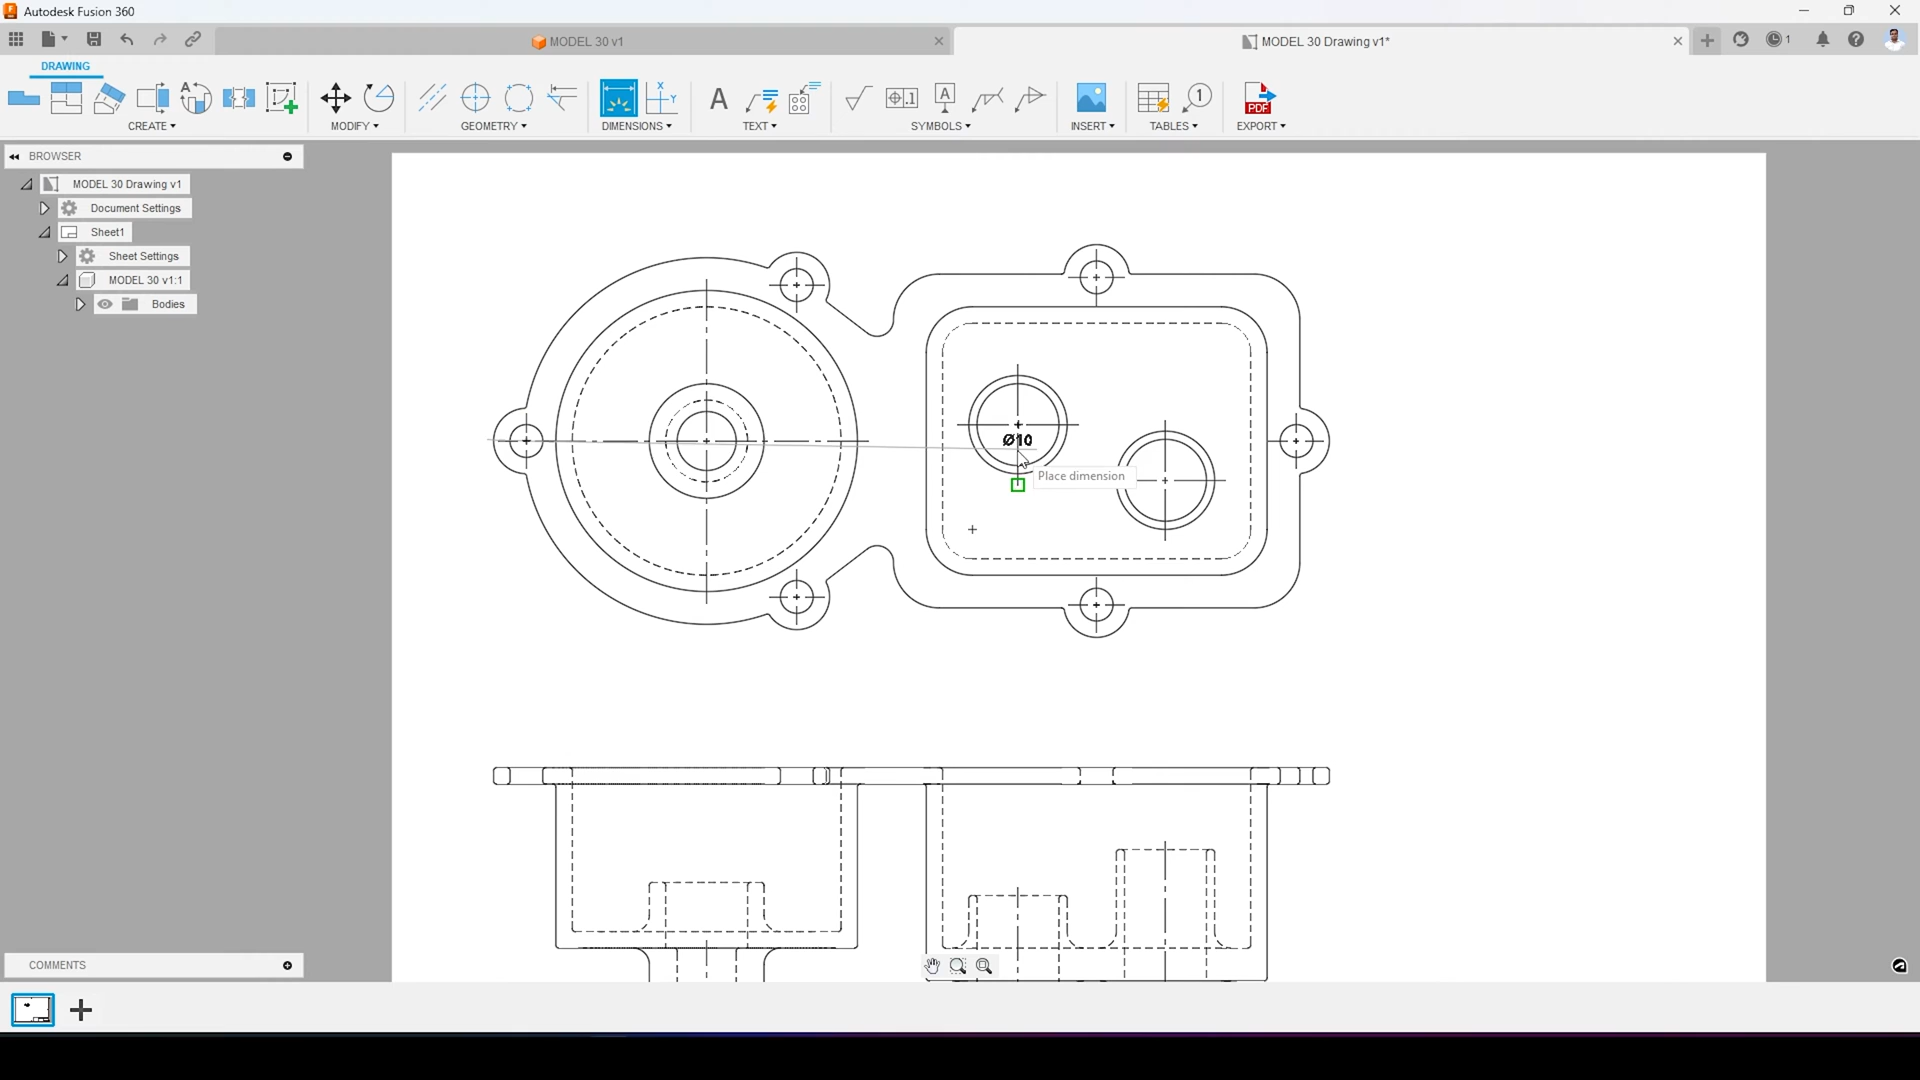 Autodesk Fusion 360
MODEL 30 v1
MODEL 30 Drawing v1*
1
DRAWING
CREATE
MODIFY
GEOMETRY
DIMENSIONS
TEXT
SYMBOLS
INSERT
TABLES
EXPORT
BROWSER
MODEL 30 Drawing v1
Document Settings
Sheet1
Sheet Settings
MODEL 30 v1:1
Bodies
Ø10
Place dimension
COMMENTS